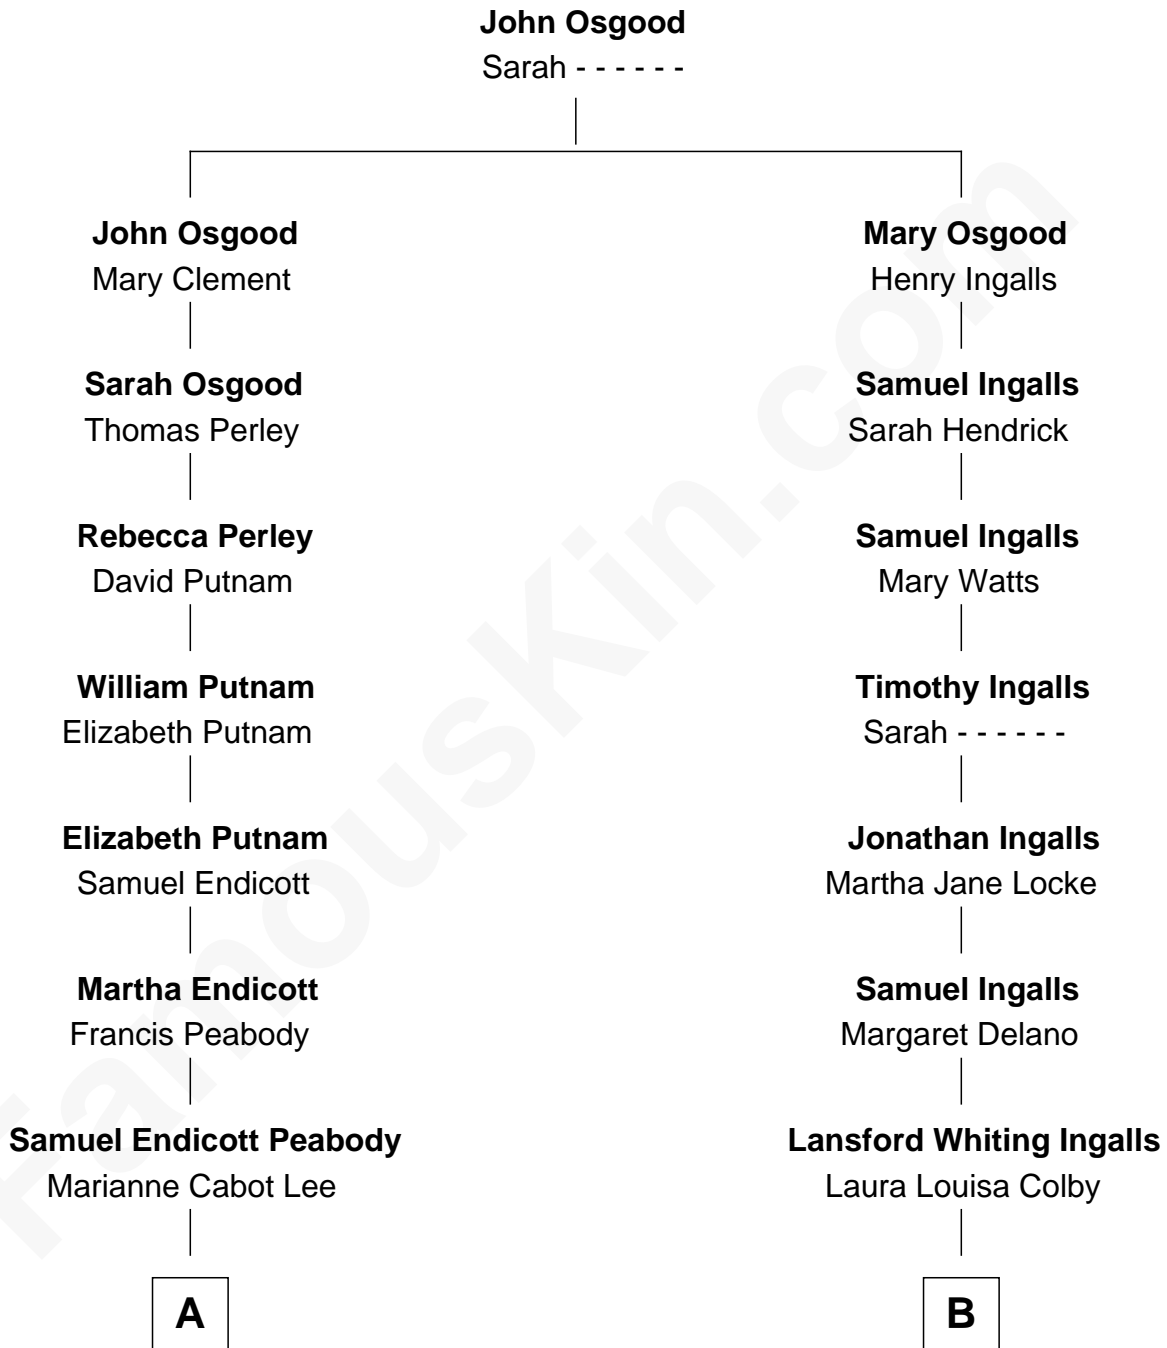 John Osgood
Sarah - - - - - -
John Osgood
Mary Clement
Mary Osgood
Henry Ingalls
Sarah Osgood
Thomas Perley
Samuel Ingalls
Sarah Hendrick
Rebecca Perley
David Putnam
Samuel Ingalls
Mary Watts
William Putnam
Elizabeth Putnam
Timothy Ingalls
Sarah - - - - - -
Elizabeth Putnam
Samuel Endicott
Jonathan Ingalls
Martha Jane Locke
Martha Endicott
Francis Peabody
Samuel Ingalls
Margaret Delano
Samuel Endicott Peabody
Marianne Cabot Lee
Lansford Whiting Ingalls
Laura Louisa Colby
A
B
FamousKin.com